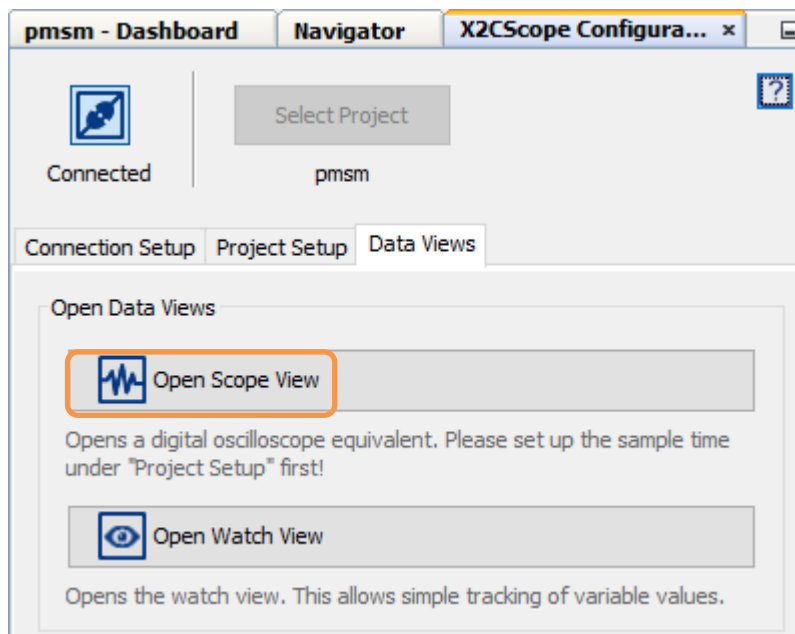 pmsm - Dashboard Navigator X2CScope Configura... ×
Select Project
?
Connected pmsm
Connection Setup Project Setup Data Views
Open Data Views
Open Scope View
Opens a digital oscilloscope equivalent. Please set up the sample time
under "Project Setup" first!
Open Watch View
Opens the watch view. This allows simple tracking of variable values.